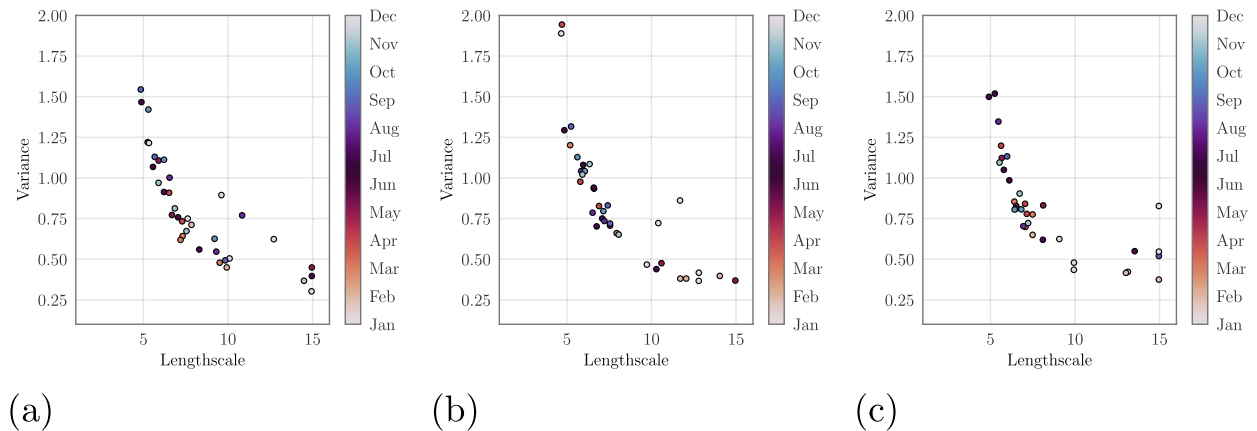 2.00
1.75
1.50
1.25
1.00
0.75
0.50
0.25
Variance
5 10 15
Lengthscale
Dec
Nov
Oct
Sep
Aug
Jul
Jun
May
Apr
Mar
Feb
Jan
(a)
2.00
1.75
1.50
1.25
1.00
0.75
0.50
0.25
Variance
5 10 15
Lengthscale
Dec
Nov
Oct
Sep
Aug
Jul
Jun
May
Apr
Mar
Feb
Jan
(b)
2.00
1.75
1.50
1.25
1.00
0.75
0.50
0.25
Variance
5 10 15
Lengthscale
Dec
Nov
Oct
Sep
Aug
Jul
Jun
May
Apr
Mar
Feb
Jan
(c)